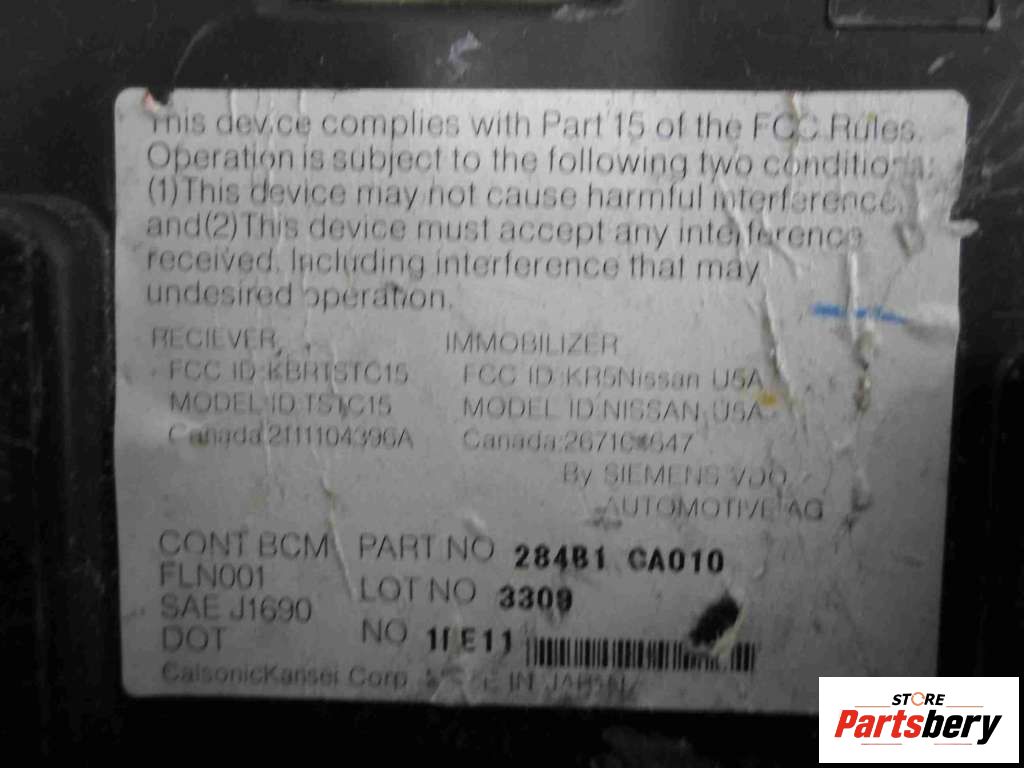 This device complies with Part 15 of the FCC Rules.
Operation is subject to the following two conditions:
(1)This device may not cause harmful interference,
and(2)This device must accept any interference
received, Including interference that may
undesired operation.
RECIEVER, IMMOBILIZER
FCC ID:KBRTSTC15 FCC ID:KR5Nissan U5A
MODEL ID:TSTC15 MODEL ID:NISSAN U5A
Canada: Canada:
By SIEMENS VDO
AUTOMOTIVE AG
CONT BCM PART NO 284B1 CA010
FLN001 LOT NO 3309
SAE J1690
DOT NO
CalsonicKansei Corp. IN JAPAN
STORE
Partsbery